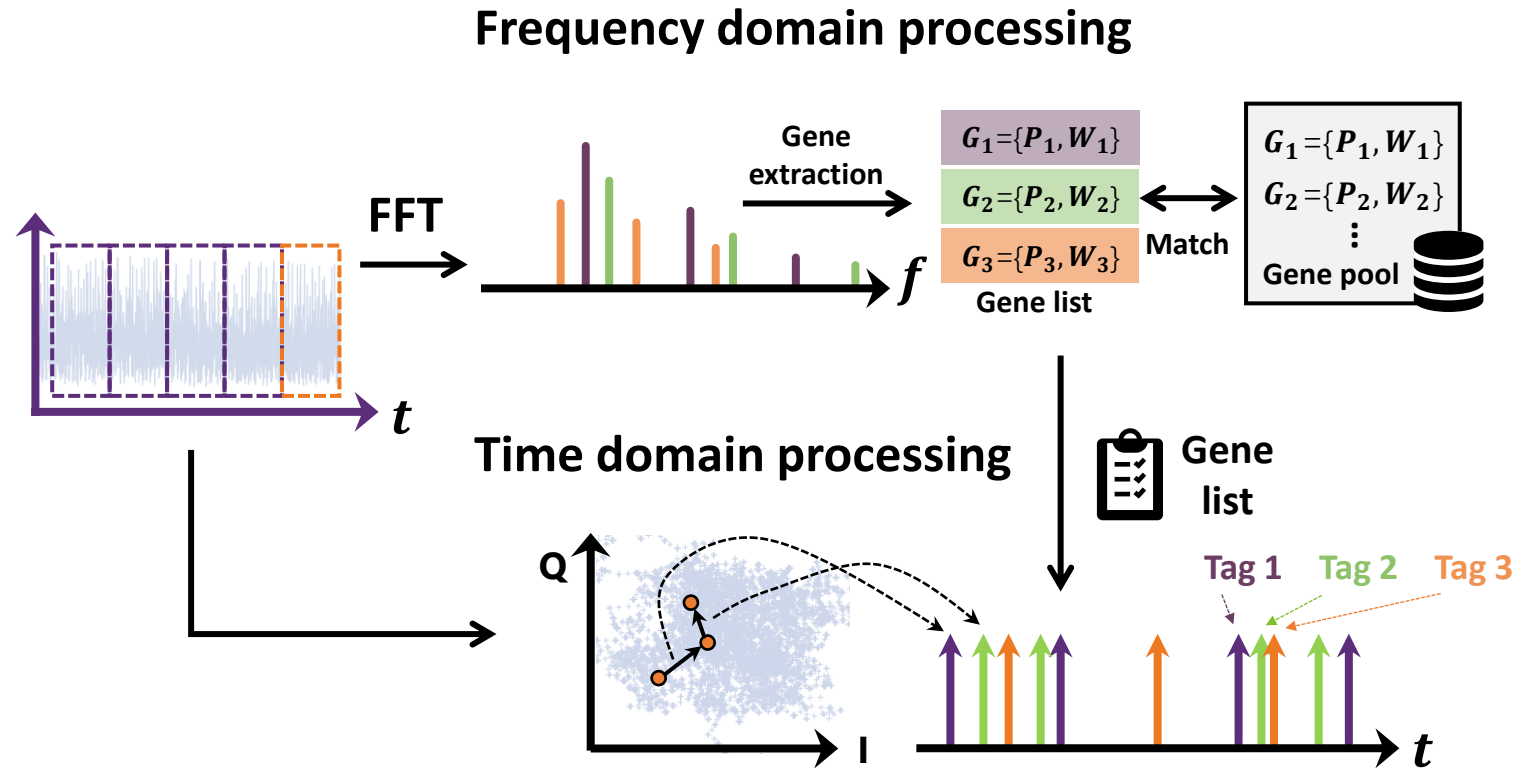 Frequency domain processing
FFT
t
f
Gene
extraction
G₁={P₁, W₁}
G₂={P₂, W₂}
G₃={P₃, W₃}
Gene list
Match
G₁={P₁, W₁}
G₂={P₂, W₂}
⋮
Gene pool
Time domain processing
Gene
list
Q
I
Tag 1
Tag 2
Tag 3
t